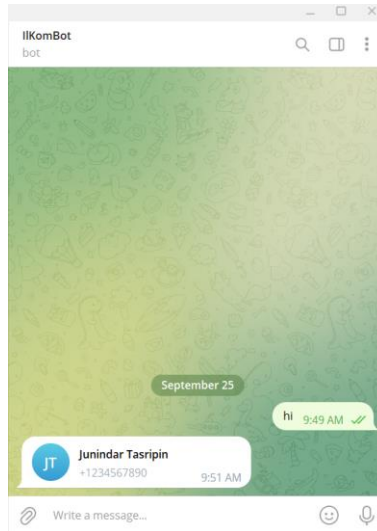 IlKomBot
bot
September 25
hi 9:49 AM
JT
Junindar Tasripin
+1234567890
9:51 AM
Write a message...